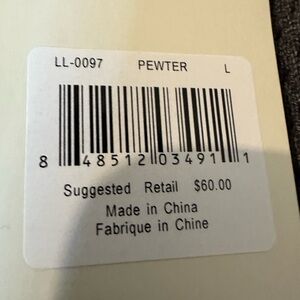 LL-0097 PEWTER L
8 48512 03491 1
Suggested Retail $60.00
Made in China
Fabrique in Chine